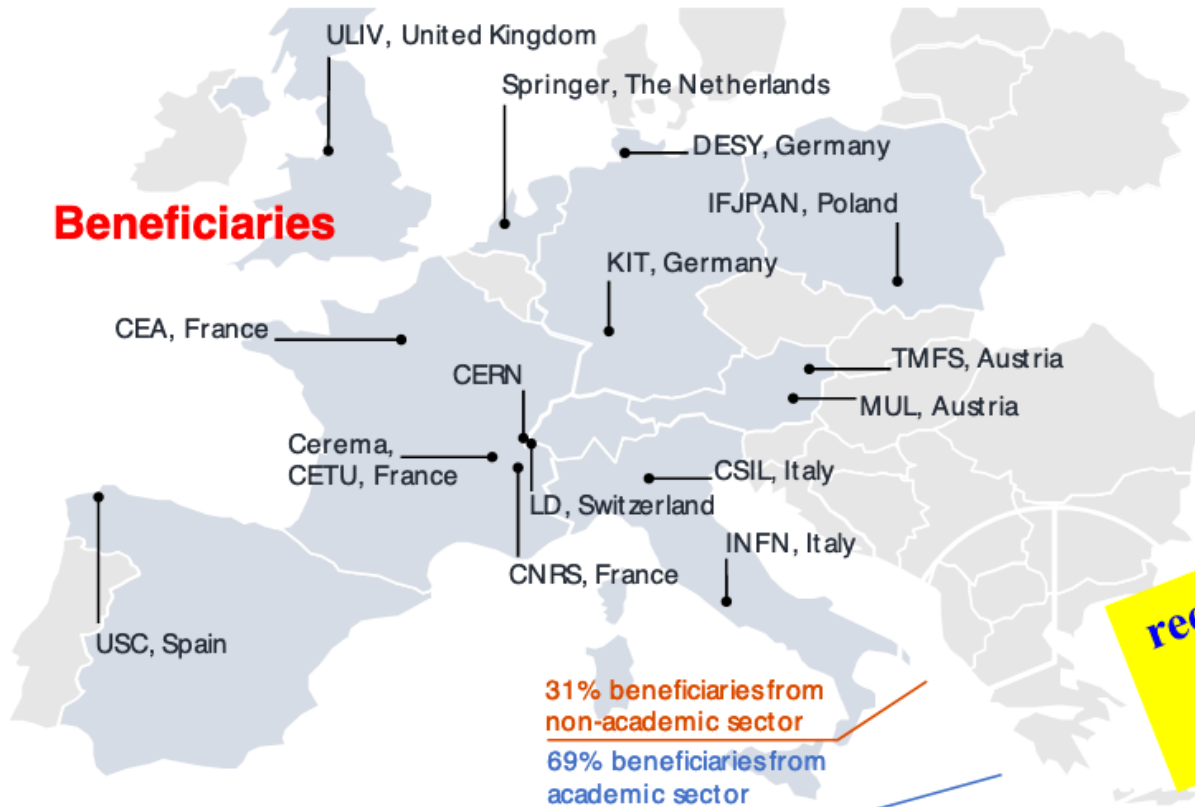 ULIV, United Kingdom
Springer, The Netherlands
DESY, Germany
IFJPAN, Poland
Beneficiaries
KIT, Germany
CEA, France
TMFS, Austria
CERN
MUL, Austria
Cerema,
CETU, France
CSIL, Italy
LD, Switzerland
INFN, Italy
CNRS, France
USC, Spain
31% beneficiaries from
non-academic sector
69% beneficiaries from
academic sector